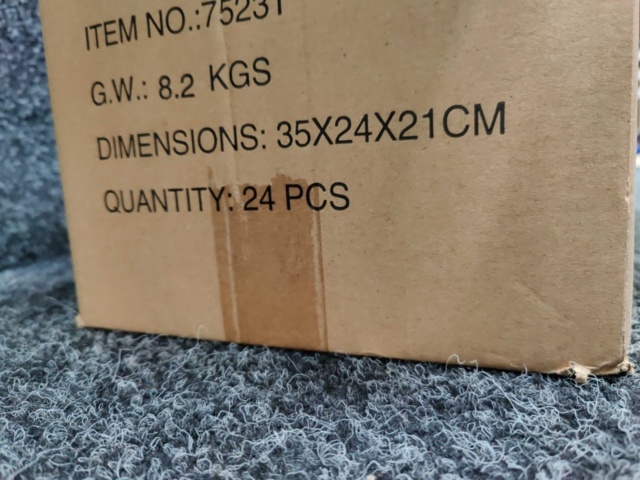 ITEM NO.:75231
G.W.: 8.2 KGS
DIMENSIONS: 35X24X21CM
QUANTITY: 24 PCS